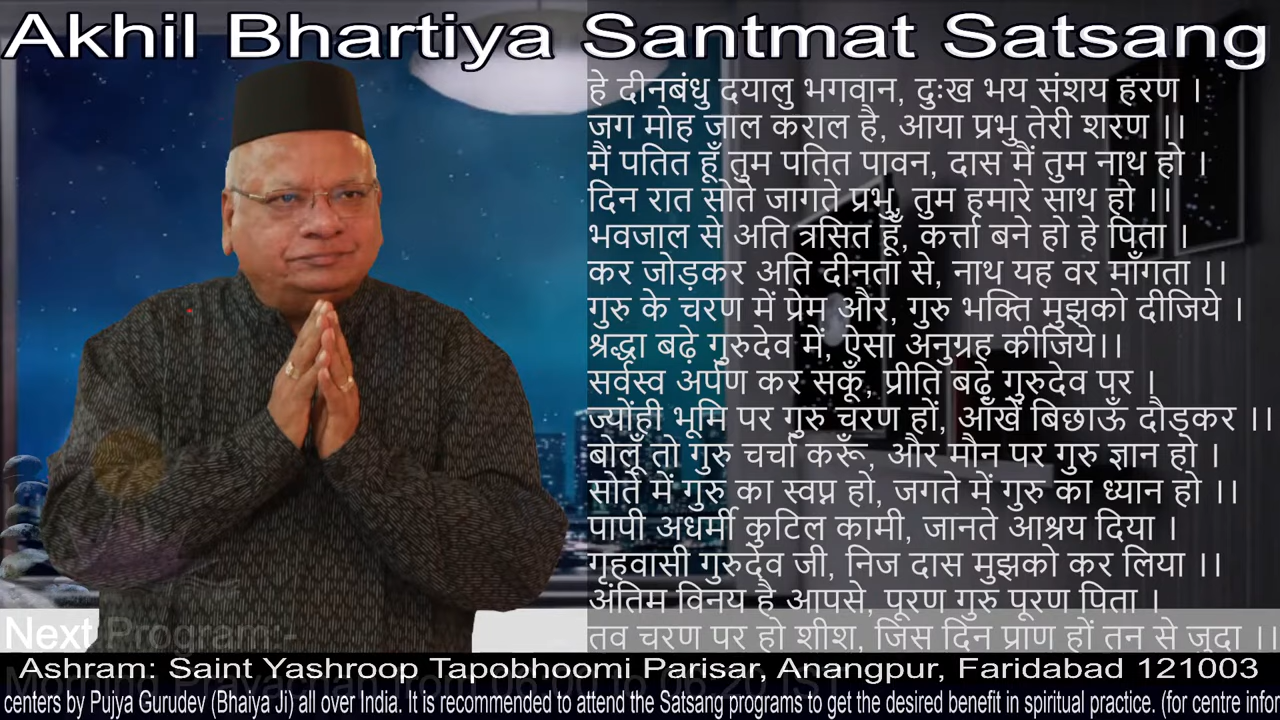 Akhil Bhartiya Santmat Satsang
हे दीनबंधु दयालु भगवान, दुःख भय संशय हरण ।
जग मोह जाल कराल है, आया प्रभु तेरी शरण ।।
मैं पतित हूँ तुम पतित पावन, दास मैं तुम नाथ हो ।
दिन रात सोते जागते प्रभु, तुम हमारे साथ हो ।।
भवजाल से अति त्रसित हूँ, कर्त्ता बने हो हे पिता ।
कर जोड़कर अति दीनता से, नाथ यह वर माँगता ।।
गुरु के चरण में प्रेम और, गुरु भक्ति मुझको दीजिये ।
श्रद्धा बढ़े गुरुदेव में, ऐसा अनुग्रह कीजिये।।
सर्वस्व अर्पण कर सकूँ, प्रीति बढ़े गुरुदेव पर ।
ज्योंही भूमि पर गुरु चरण हों, आँखें बिछाऊँ दौड़कर ।।
बोलूँ तो गुरु चर्चा करूँ, और मौन पर गुरु ज्ञान हो ।
सोते में गुरु का स्वप्न हो, जगते में गुरु का ध्यान हो ।।
पापी अधर्मी कुटिल कामी, जानते आश्रय दिया ।
गृहवासी गुरुदेव जी, निज दास मुझको कर लिया ।।
अंतिम विनय है आपसे, पूरण गुरु पूरण पिता ।
तव चरण पर हो शीश, जिस दिन प्राण हों तन से जुदा ।।
Next Program:-
Ashram: Saint Yashroop Tapobhoomi Parisar, Anangpur, Faridabad 121003
centers by Pujya Gurudev (Bhaiya Ji) all over India. It is recommended to attend the Satsang programs to get the desired benefit in spiritual practice. (for centre infor